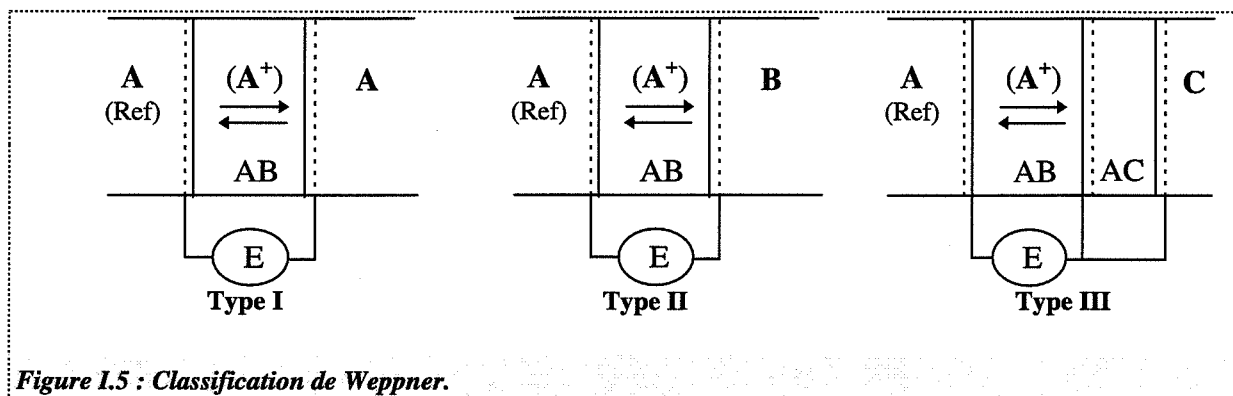 A (A⁺) A
(Ref)
AB
E
Type I
A (A⁺) B
(Ref)
AB
E
Type II
A (A⁺) C
(Ref)
AB AC
E
Type III
Figure I.5 : Classification de Weppner.